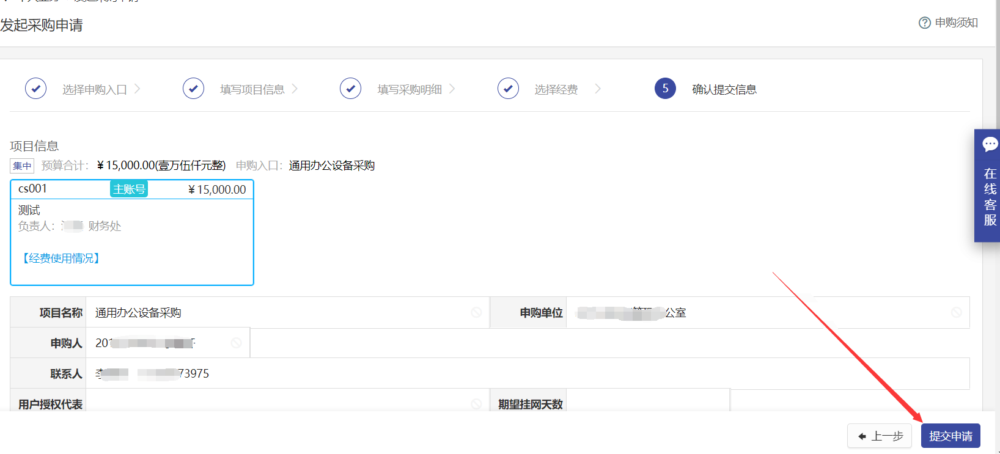 发起采购申请
申购须知
选择申购入口
填写项目信息
填写采购明细
选择经费
5 确认提交信息
项目信息
集中 预算合计: ¥15,000.00(壹万伍仟元整) 申购入口: 通用办公设备采购
cs001 主账号 ¥15,000.00
测试
负责人: 财务处
【经费使用情况】
项目名称 通用办公设备采购 申购单位 公室
申购人 201
联系人 73975
用户授权代表 期望挂网天数
在线客服
上一步 提交申请